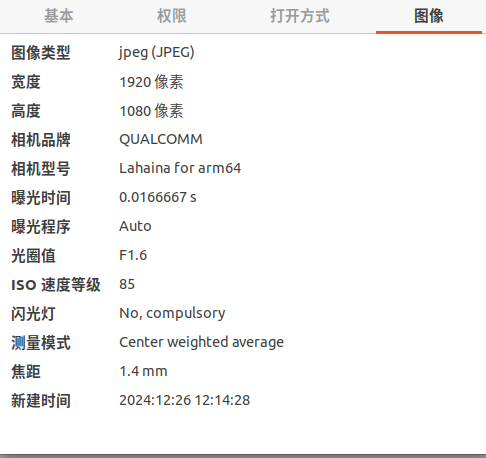 基本 权限 打开方式 图像
图像类型 jpeg (JPEG)
宽度 1920 像素
高度 1080 像素
相机品牌 QUALCOMM
相机型号 Lahaina for arm64
曝光时间 0.0166667 s
曝光程序 Auto
光圈值 F1.6
ISO 速度等级 85
闪光灯 No, compulsory
测量模式 Center weighted average
焦距 1.4 mm
新建时间 2024:12:26 12:14:28